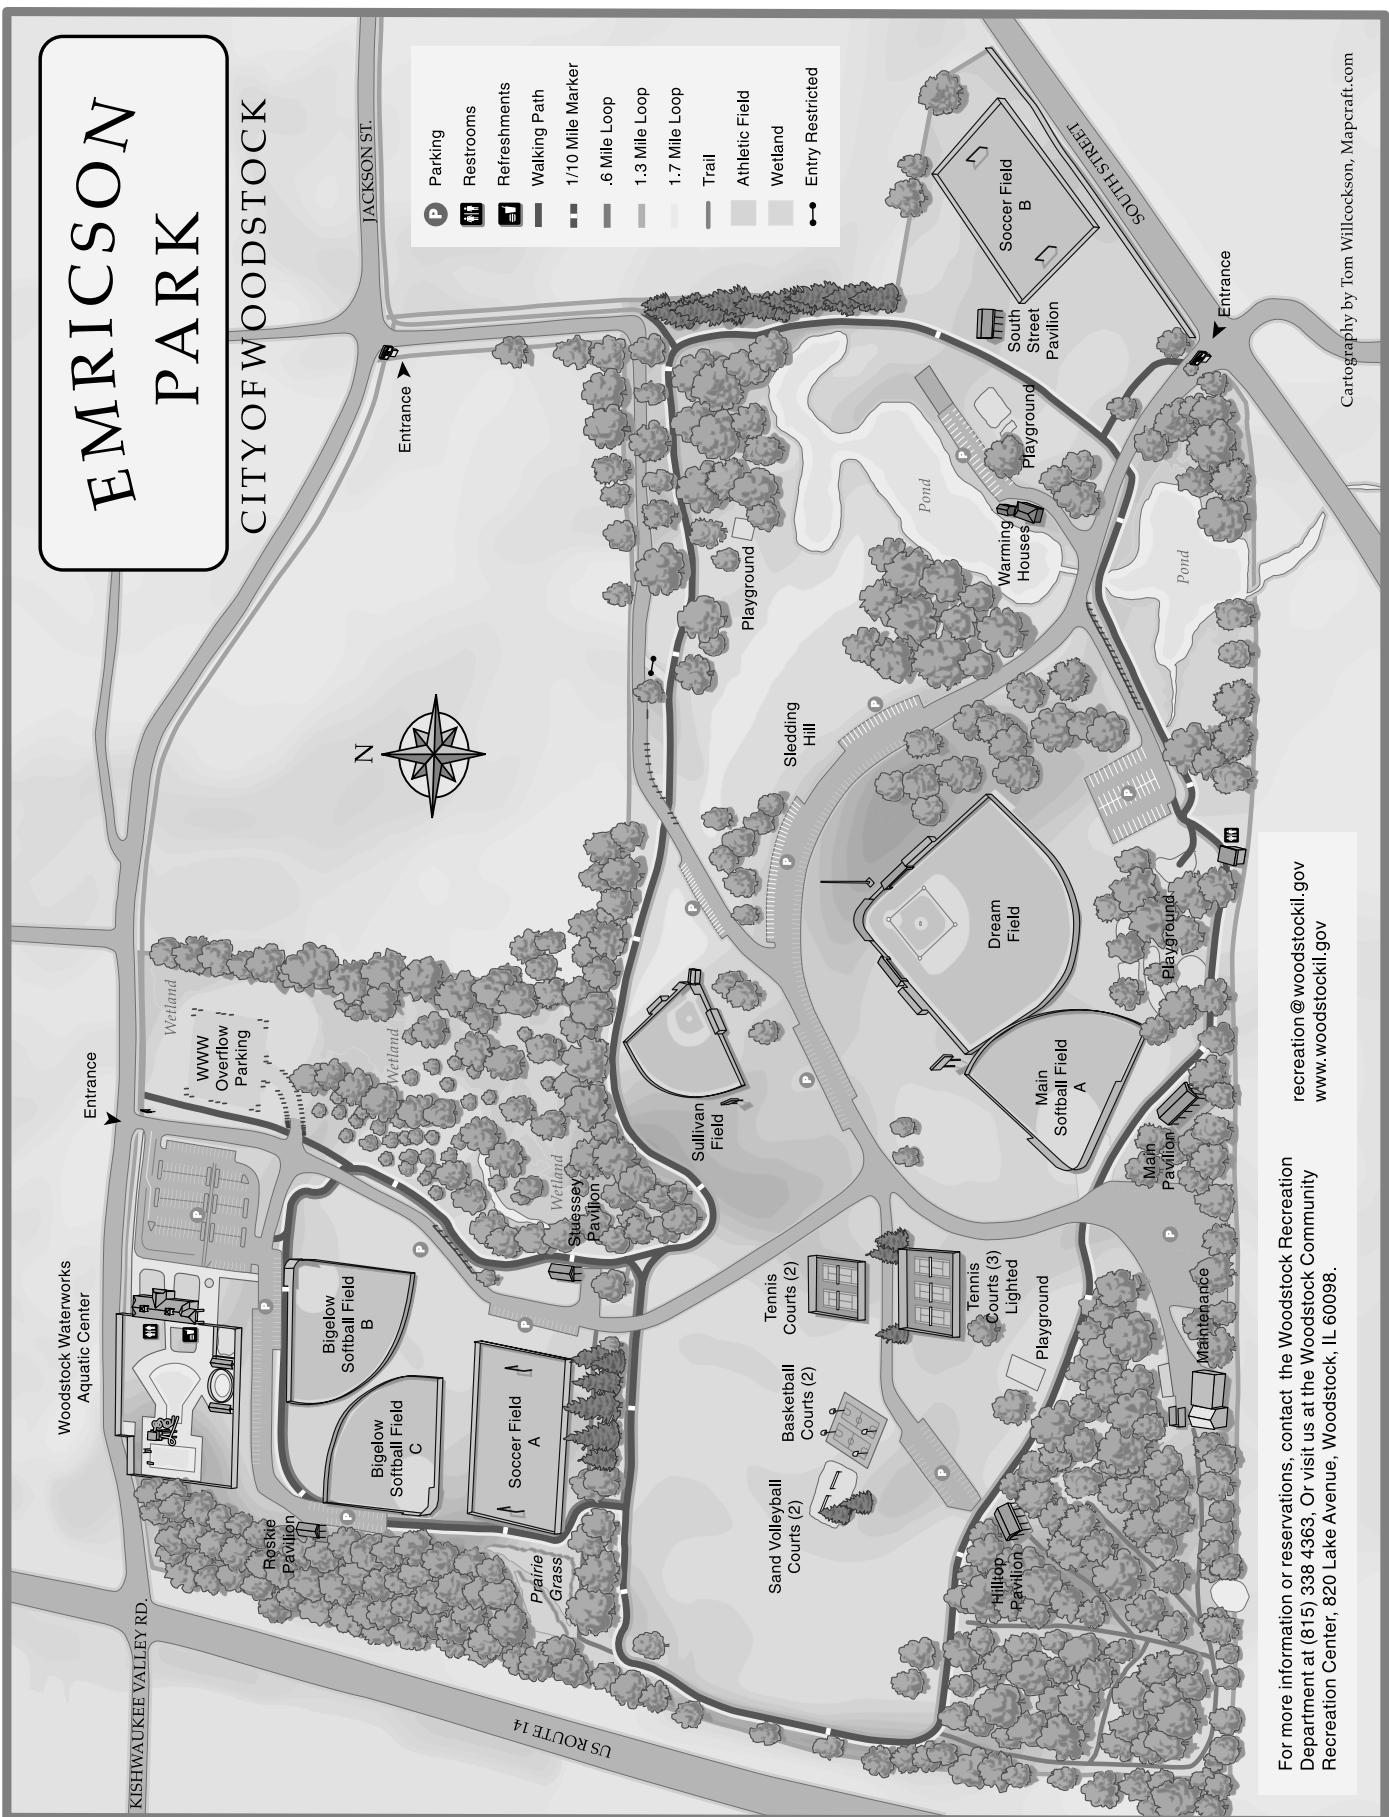 EMRICSON
PARK
CITY OF WOODSTOCK
JACKSON ST.
P
Parking
Restrooms
Refreshments
Walking Path
1/10 Mile Marker
.6 Mile Loop
1.3 Mile Loop
1.7 Mile Loop
Trail
Athletic Field
Wetland
Entry Restricted
Entrance
N
Entrance
Wetland
WWW
Overflow
Parking
Wetland
Wetland
Woodstock Waterworks
Aquatic Center
P
P
P
P
P
Bigelow
Softball Field
B
Bigelow
Softball Field
C
Soccer Field
A
Roskie
Pavilion
Prairie
Grass
Stuessey
Pavilion
KISHWAUKEE VALLEY RD.
US ROUTE 14
Sullivan
Field
P
P
P
P
Sledding
Hill
Playground
Pond
P
Playground
Warming
Houses
South
Street
Pavilion
Soccer Field
B
SOUTH STREET
Entrance
Pond
Dream
Field
P
Main
Softball Field
A
Playground
Main
Pavilion
P
Tennis
Courts (2)
Tennis
Courts (3)
Lighted
Basketball
Courts (2)
Sand Volleyball
Courts (2)
P
Playground
Hilltop
Pavilion
Maintenance
For more information or reservations, contact the Woodstock Recreation
Department at (815) 338 4363, Or visit us at the Woodstock Community
Recreation Center, 820 Lake Avenue, Woodstock, IL 60098.
recreation@woodstockil.gov
www.woodstockil.gov
Cartography by Tom Willcockson, Mapcraft.com